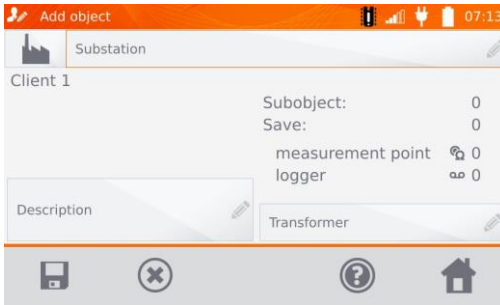 Add object 07:13
Substation
Client 1
Subobject: 0
Save: 0
measurement point 0
logger 0
Description
Transformer